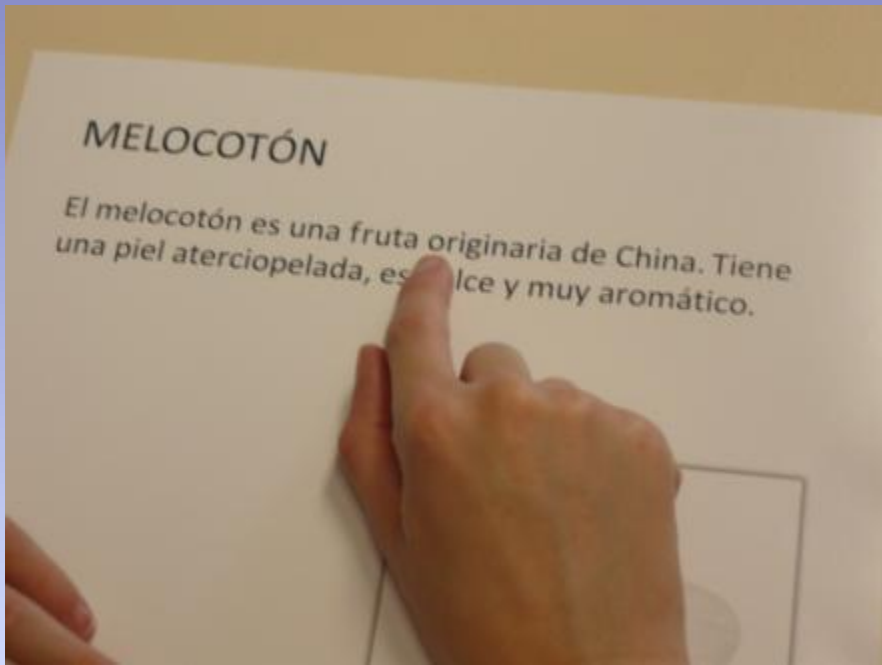 MELOCOTÓN
El melocotón es una fruta originaria de China. Tiene
una piel aterciopelada, es y muy aromático.